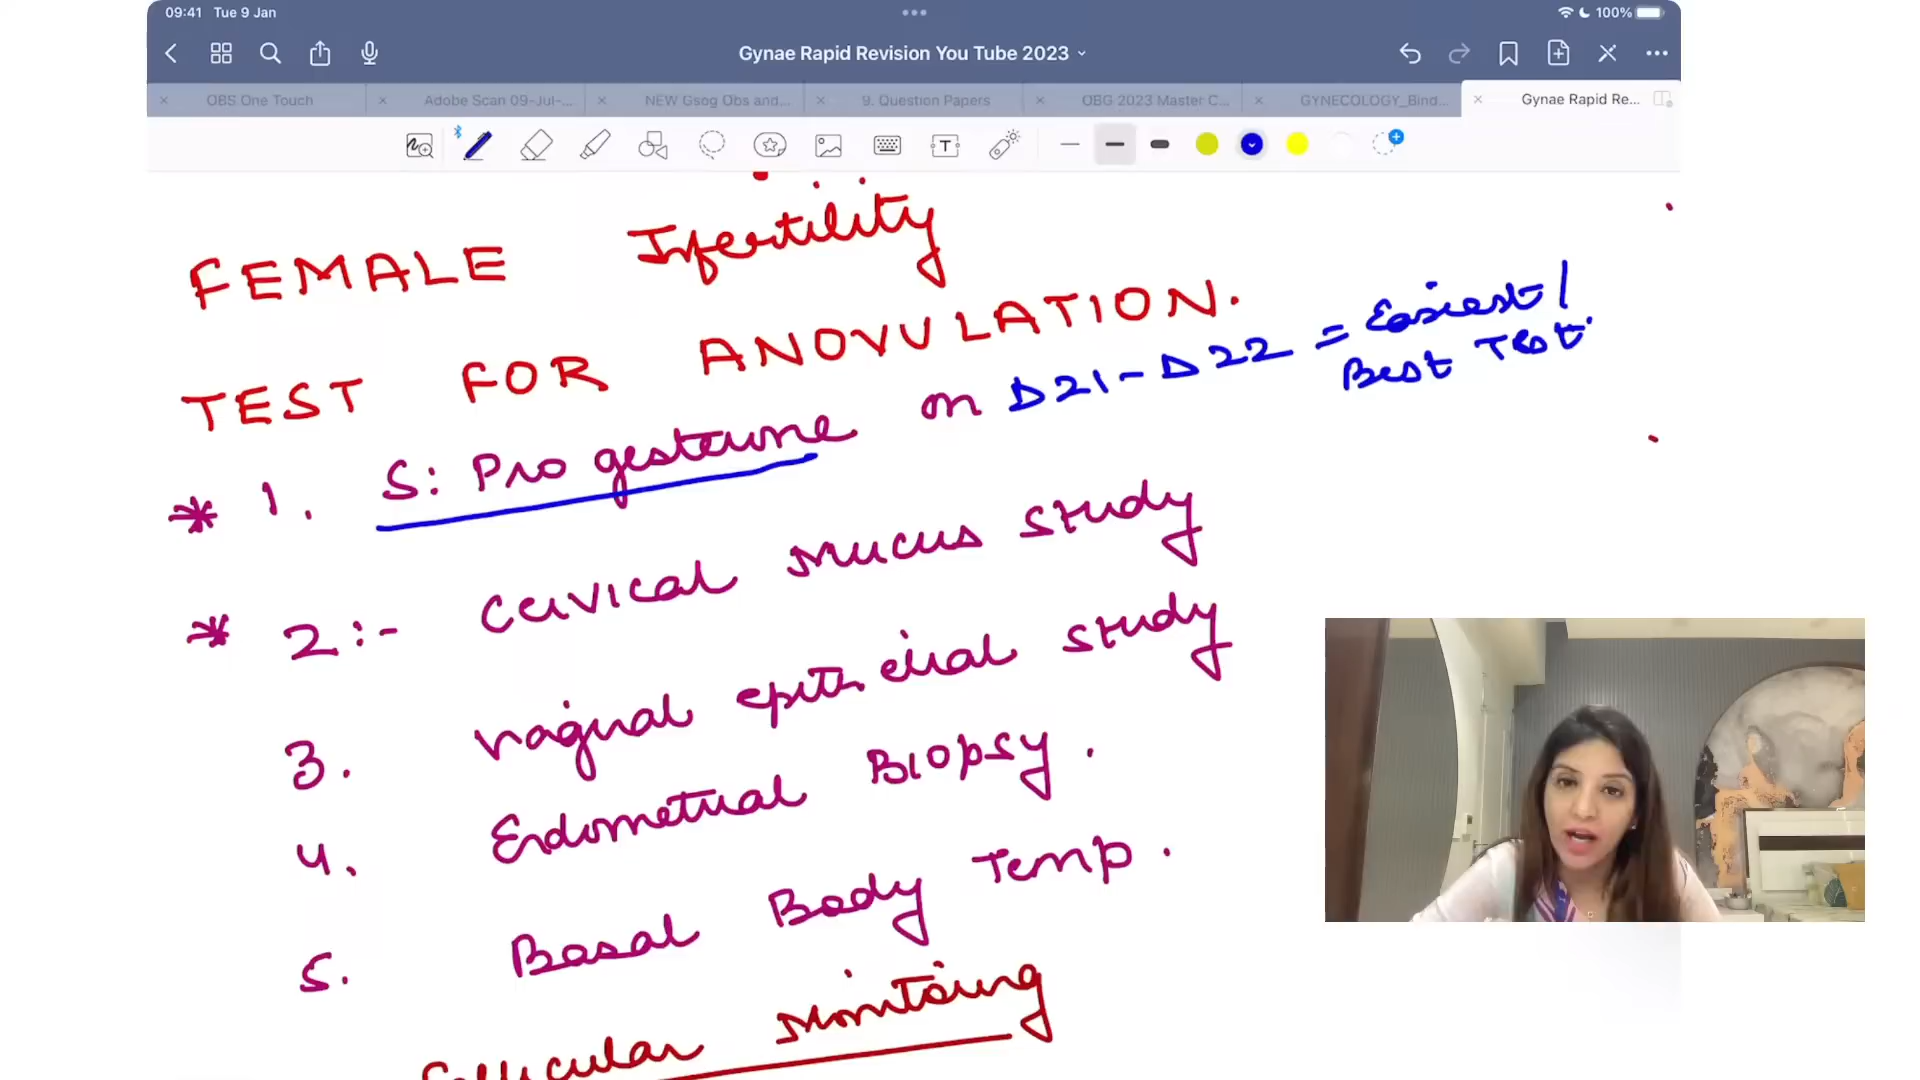 09:41 Tue 9 Jan 100%
Gynae Rapid Revision You Tube 2023
OBS One Touch Adobe Scan 09-Jul-... NEW Gsog Obs and... 9. Question Papers OBG 2023 Master C... GYNECOLOGY_Bind... Gynae Rapid Re...
FEMALE Infertility
TEST FOR ANOVULATION.
* 1. S: Progesterone on D21 - D22 = Easiest /
Best Test.
* 2:- Cervical Mucus Study
3. Vaginal epithelial study
4. Endometrial Biopsy.
5. Basal Body Temp.
Follicular Monitoring